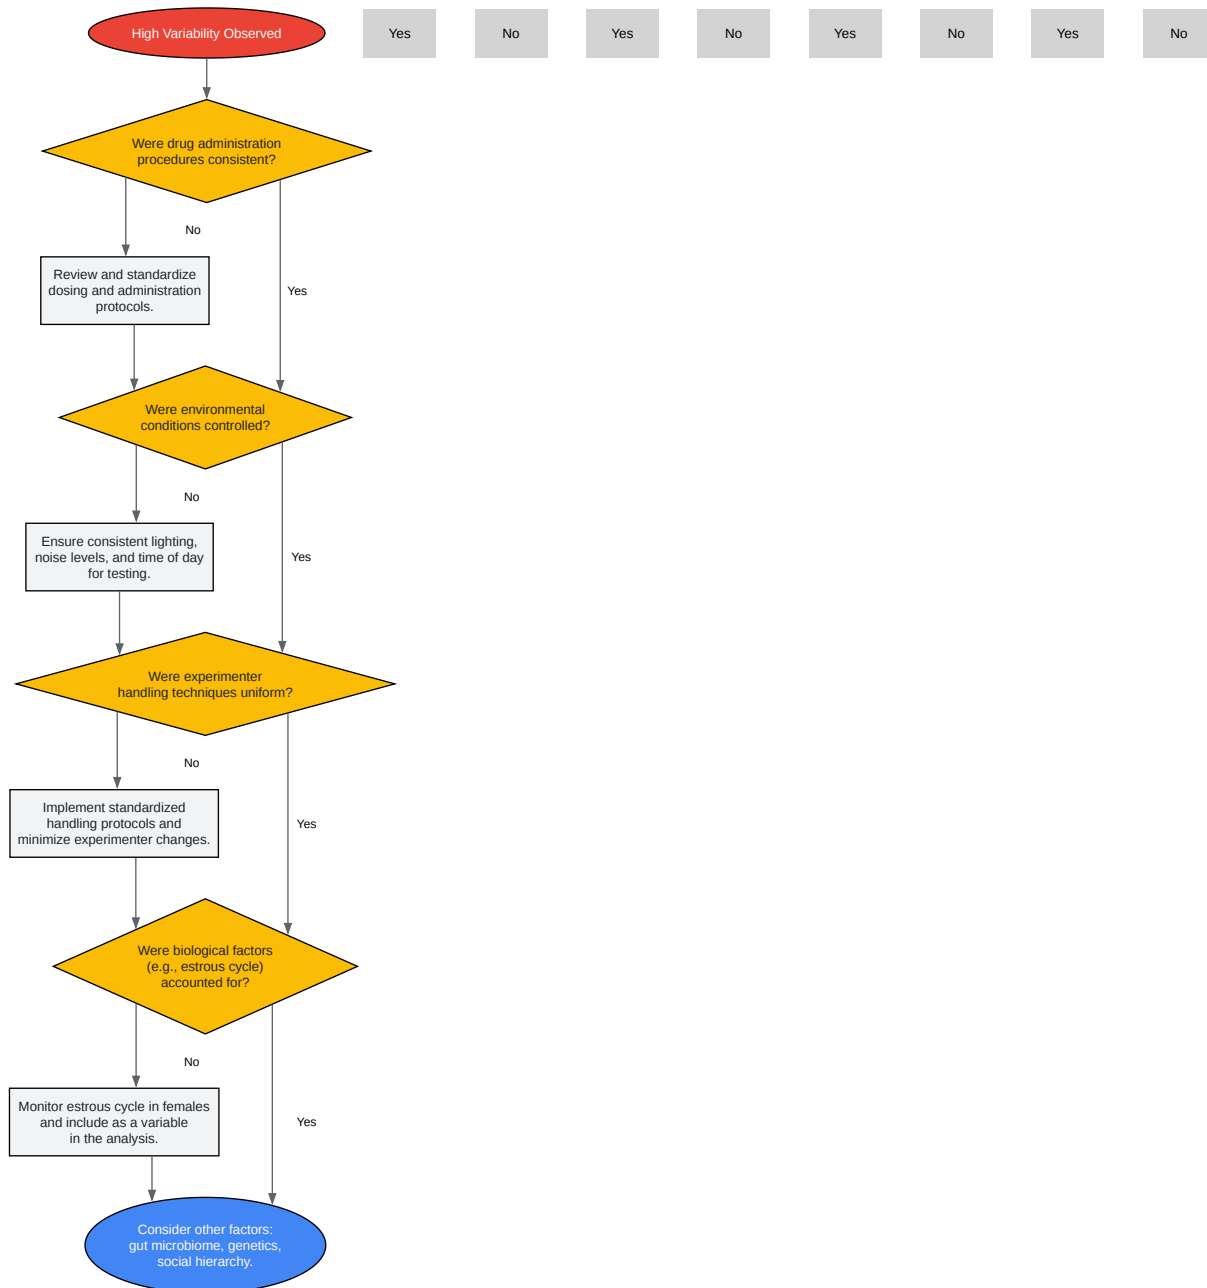 High Variability Observed
Yes
No
Yes
No
Yes
No
Yes
No
Were drug administration
procedures consistent?
No
Review and standardize
dosing and administration
protocols.
Yes
Were environmental
conditions controlled?
No
Ensure consistent lighting,
noise levels, and time of day
for testing.
Yes
Were experimenter
handling techniques uniform?
No
Implement standardized
handling protocols and
minimize experimenter changes.
Yes
Were biological factors
(e.g., estrous cycle)
accounted for?
No
Monitor estrous cycle in females
and include as a variable
in the analysis.
Yes
Consider other factors:
gut microbiome, genetics,
social hierarchy.